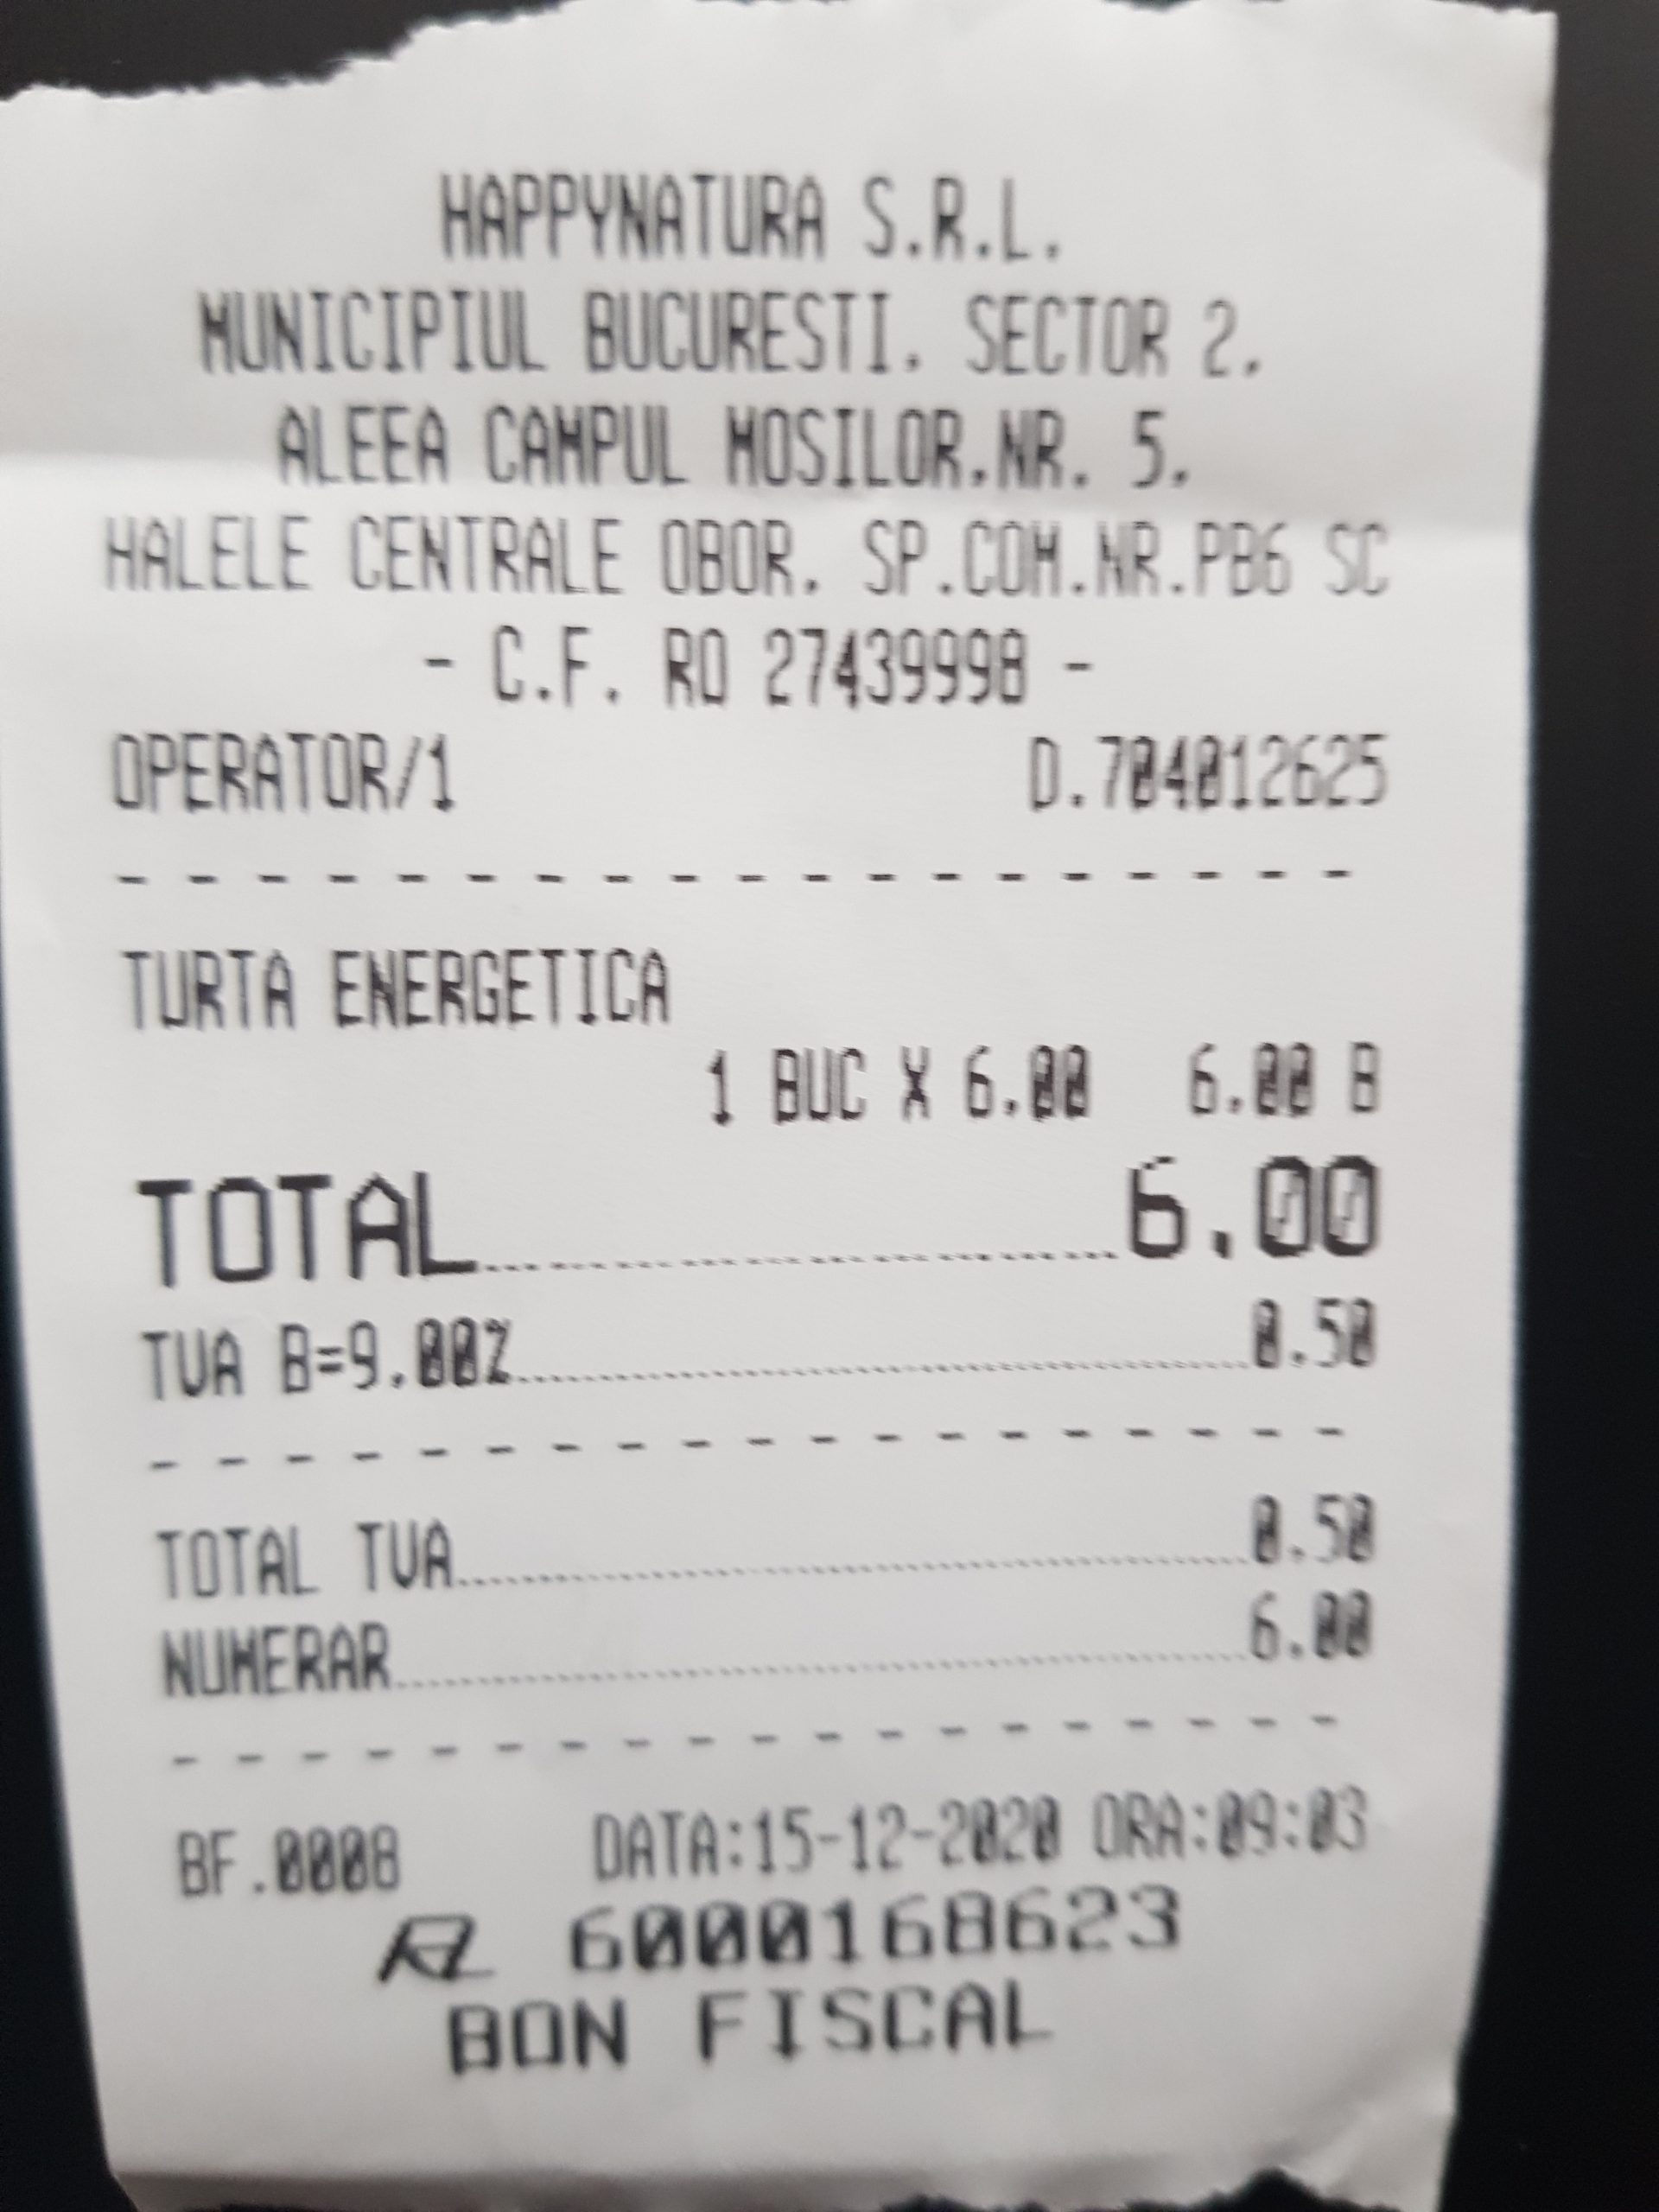 HAPPYNATURA S.R.L.
MUNICIPIUL BUCURESTI, SECTOR 2,
ALEEA CAMPUL MOSILOR,NR. 5,
HALELE CENTRALE OBOR, SP.COM.NR.PB6 SC
- C.F. RO 27439998 -
OPERATOR/1 D.704012625
TURTA ENERGETICA
1 BUC X 6.00 6.00 B
TOTAL 6.00
TVA B=9.00% 0.50
TOTAL TVA 0.50
NUMERAR 6.00
BF.0008 DATA:15-12-2020 ORA:09:03
6000168623
BON FISCAL